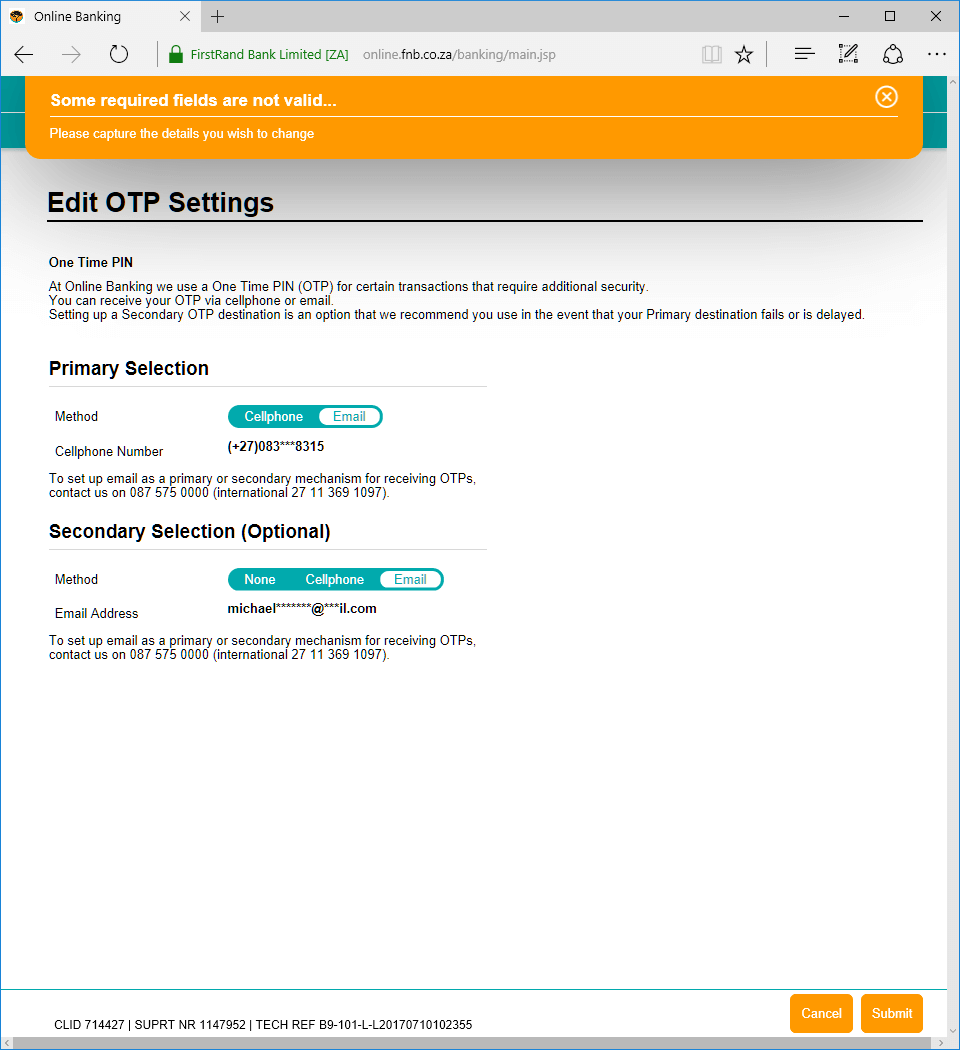 Online Banking
FirstRand Bank Limited [ZA] online.fnb.co.za/banking/main.jsp
Some required fields are not valid...
Please capture the details you wish to change
Edit OTP Settings
One Time PIN
At Online Banking we use a One Time PIN (OTP) for certain transactions that require additional security.
You can receive your OTP via cellphone or email.
Setting up a Secondary OTP destination is an option that we recommend you use in the event that your Primary destination fails or is delayed.
Primary Selection
Method Cellphone Email
Cellphone Number (+27)083***8315
To set up email as a primary or secondary mechanism for receiving OTPs,
contact us on 087 575 0000 (international 27 11 369 1097).
Secondary Selection (Optional)
Method None Cellphone Email
Email Address michael*******@***il.com
To set up email as a primary or secondary mechanism for receiving OTPs,
contact us on 087 575 0000 (international 27 11 369 1097).
CLID 714427 | SUPRT NR 1147952 | TECH REF B9-101-L-L20170710102355
Cancel Submit